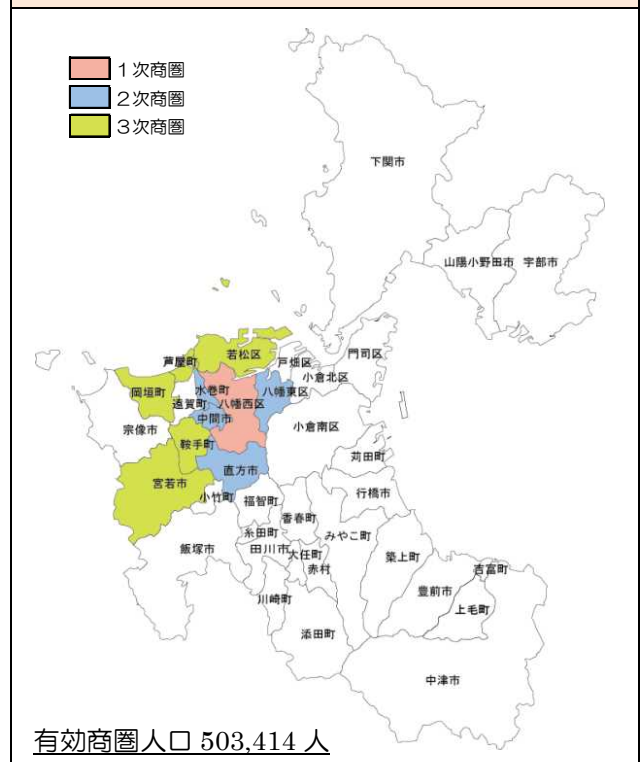 １次商圏
２次商圏
３次商圏
下関市
山陽小野田市
宇部市
門司区
戸畑区
若松区
芦屋町
小倉北区
岡垣町
水巻町
八幡東区
遠賀町
八幡西区
中間市
宗像市
小倉南区
鞍手町
苅田町
直方市
宮若市
行橋市
小竹町
福智町
香春町
糸田町
みやこ町
飯塚市
田川市
大任町
築上町
赤村
吉富町
豊前市
川崎町
上毛町
添田町
中津市
有効商圏人口 503,414 人